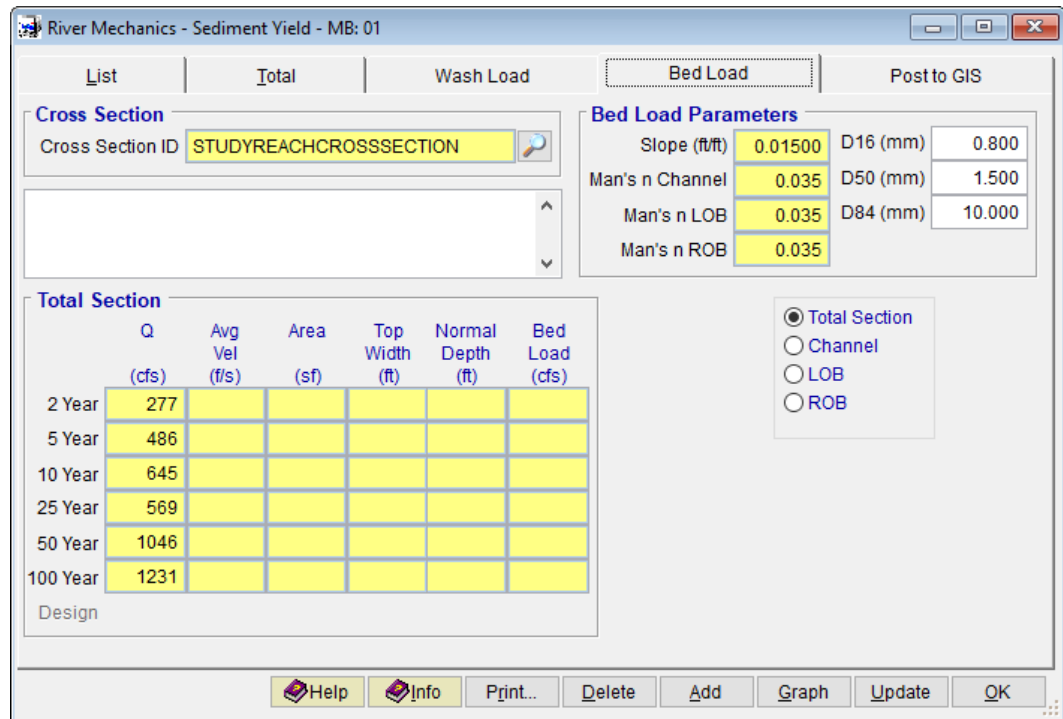 River Mechanics - Sediment Yield - MB: 01
List Total Wash Load Bed Load Post to GIS
Cross Section
Cross Section ID STUDYREACHCROSSSECTION
Bed Load Parameters
Slope (ft/ft) 0.01500 D16 (mm) 0.800
Man's n Channel 0.035 D50 (mm) 1.500
Man's n LOB 0.035 D84 (mm) 10.000
Man's n ROB 0.035
Total Section
Q Avg Area Top Normal Bed
Vel Width Depth Load
(cfs) (f/s) (sf) (ft) (ft) (cfs)
2 Year 277
5 Year 486
10 Year 645
25 Year 569
50 Year 1046
100 Year 1231
Design
Total Section
Channel
LOB
ROB
Help Info Print... Delete Add Graph Update OK